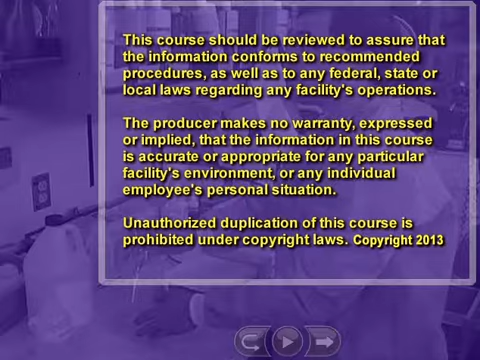 This course should be reviewed to assure that
the information conforms to recommended
procedures, as well as to any federal, state or
local laws regarding any facility's operations.
The producer makes no warranty, expressed
or implied, that the information in this course
is accurate or appropriate for any particular
facility's environment, or any individual
employee's personal situation.
Unauthorized duplication of this course is
prohibited under copyright laws. Copyright 2013